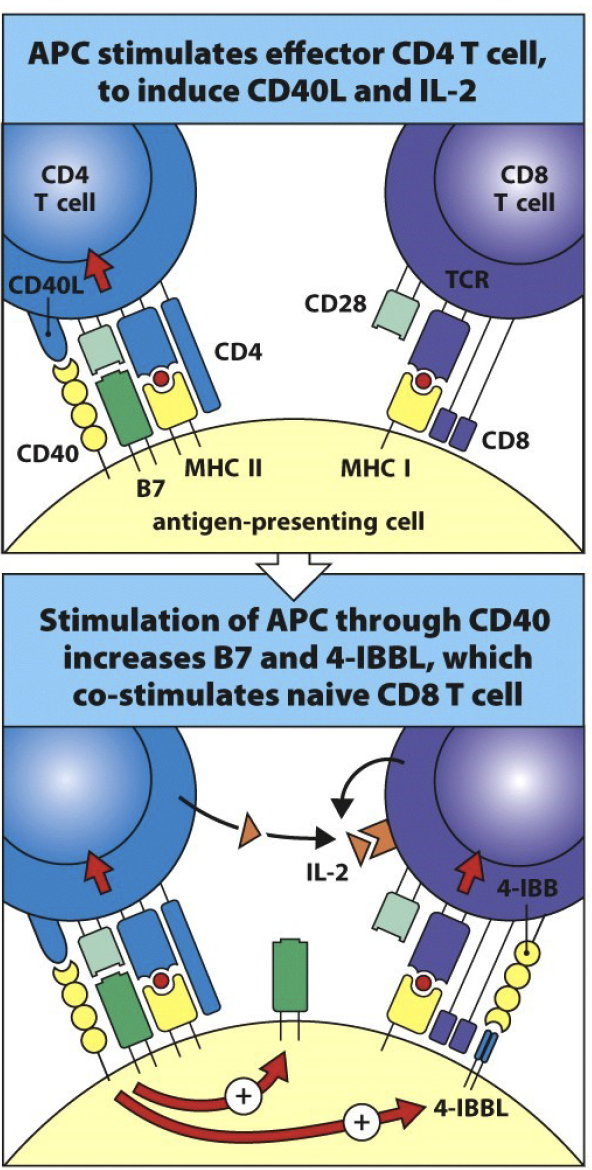 APC stimulates effector CD4 T cell,
to induce CD40L and IL-2
CD4
T cell
CD8
T cell
CD40L
TCR
CD28
CD4
CD40
CD8
MHC II
MHC I
B7
antigen-presenting cell
Stimulation of APC through CD40
increases B7 and 4-IBBL, which
co-stimulates naive CD8 T cell
IL-2
4-IBB
+
+
4-IBBL